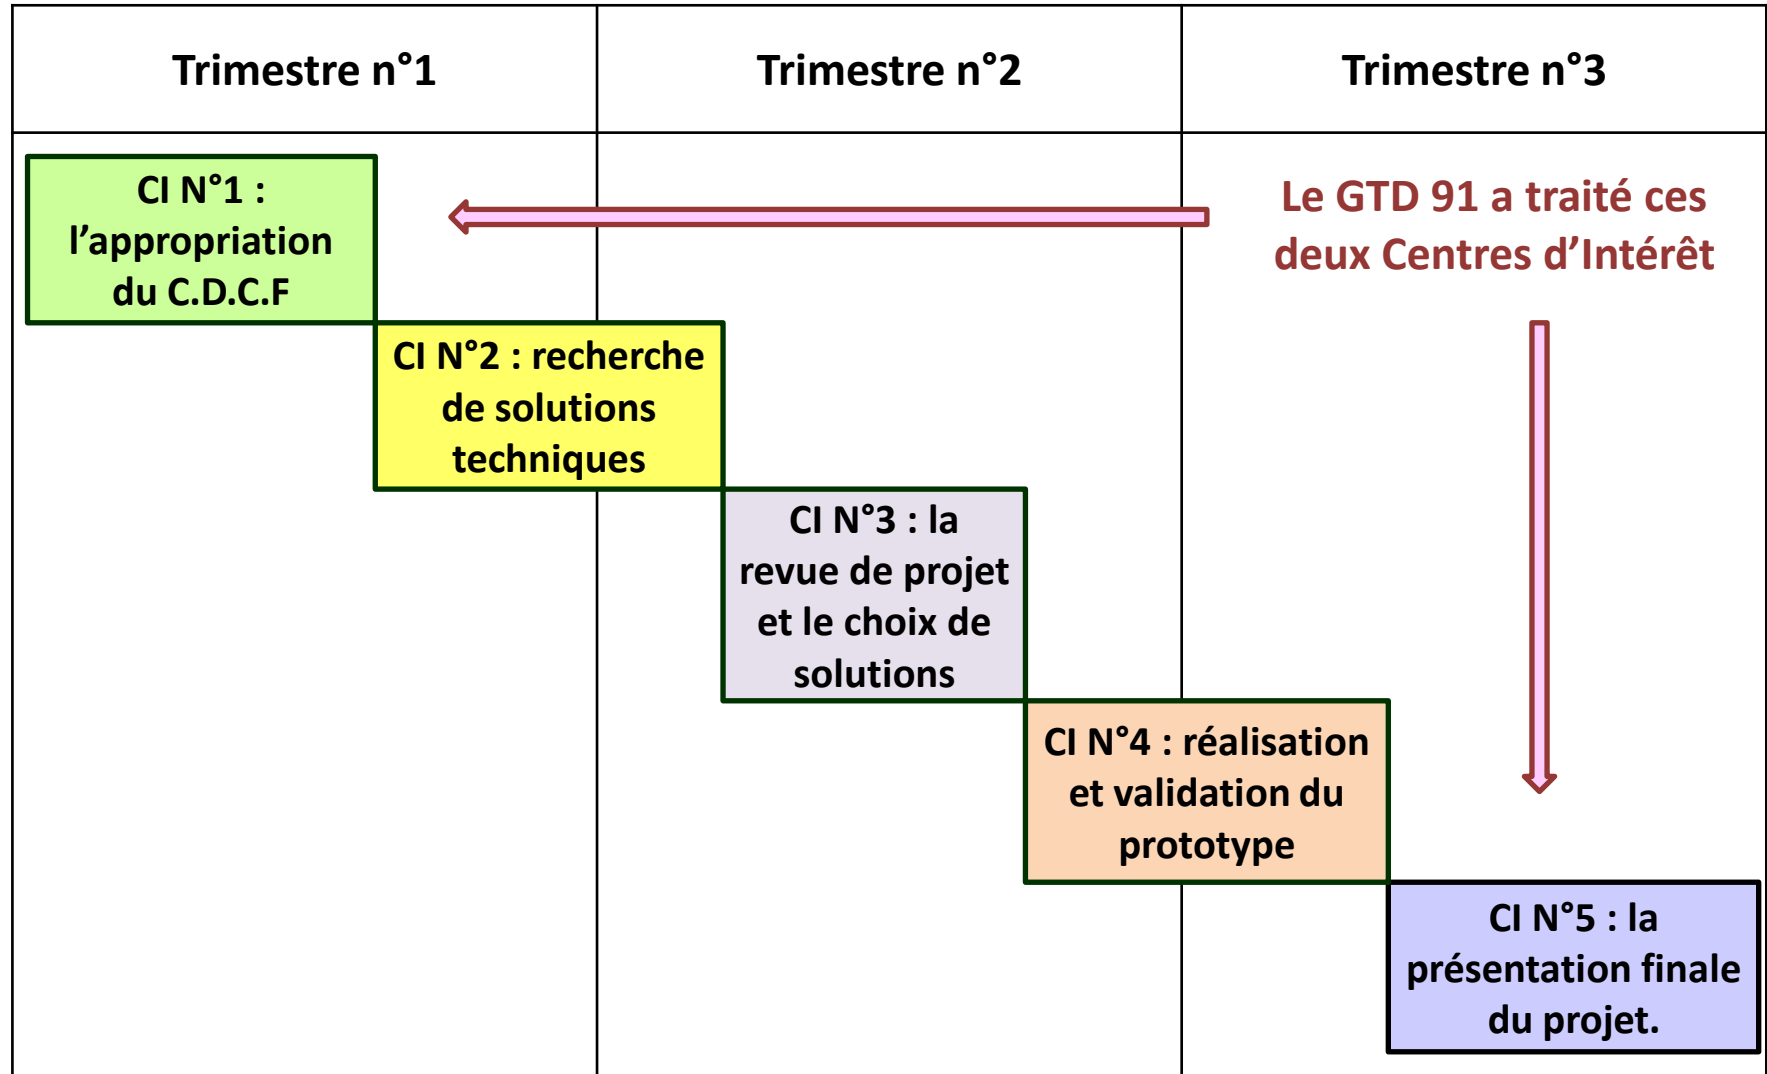 Trimestre n°1
Trimestre n°2
Trimestre n°3
CI N°1 :
l’appropriation
du C.D.C.F
Le GTD 91 a traité ces
deux Centres d’Intérêt
CI N°2 : recherche
de solutions
techniques
CI N°3 : la
revue de projet
et le choix de
solutions
CI N°4 : réalisation
et validation du
prototype
CI N°5 : la
présentation finale
du projet.